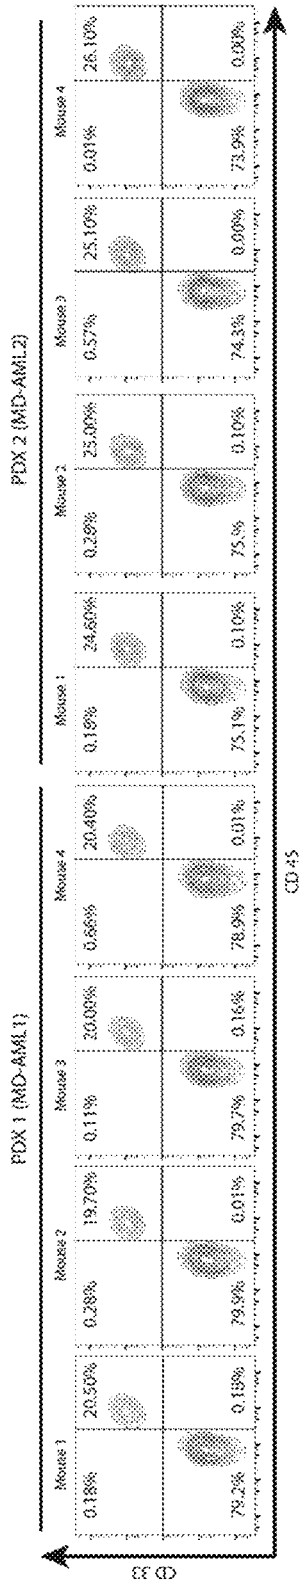 PDX 1 (MD-AML1)
PDX 2 (MD-AML2)
Mouse 1
Mouse 2
Mouse 3
Mouse 4
Mouse 1
Mouse 2
Mouse 3
Mouse 4
0.18% 20.50%
0.28% 19.70%
0.11% 20.00%
0.66% 20.40%
0.18% 24.60%
0.28% 25.00%
0.57% 25.10%
0.01% 26.10%
79.2% 0.18%
79.9% 0.01%
79.7% 0.16%
78.9% 0.01%
75.1% 0.10%
75.% 0.10%
74.3% 0.00%
73.9% 0.00%
CD 33
CD 45